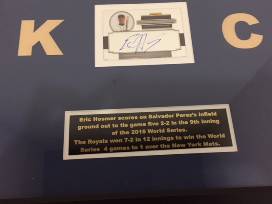 K C
Eric Hosmer scores on Salvador Perez's infield
ground out to tie game five 2-2 in the 9th inning
of the 2015 World Series.
The Royals won 7-2 in 12 innings to win the World
Series 4 games to 1 over the New York Mets.